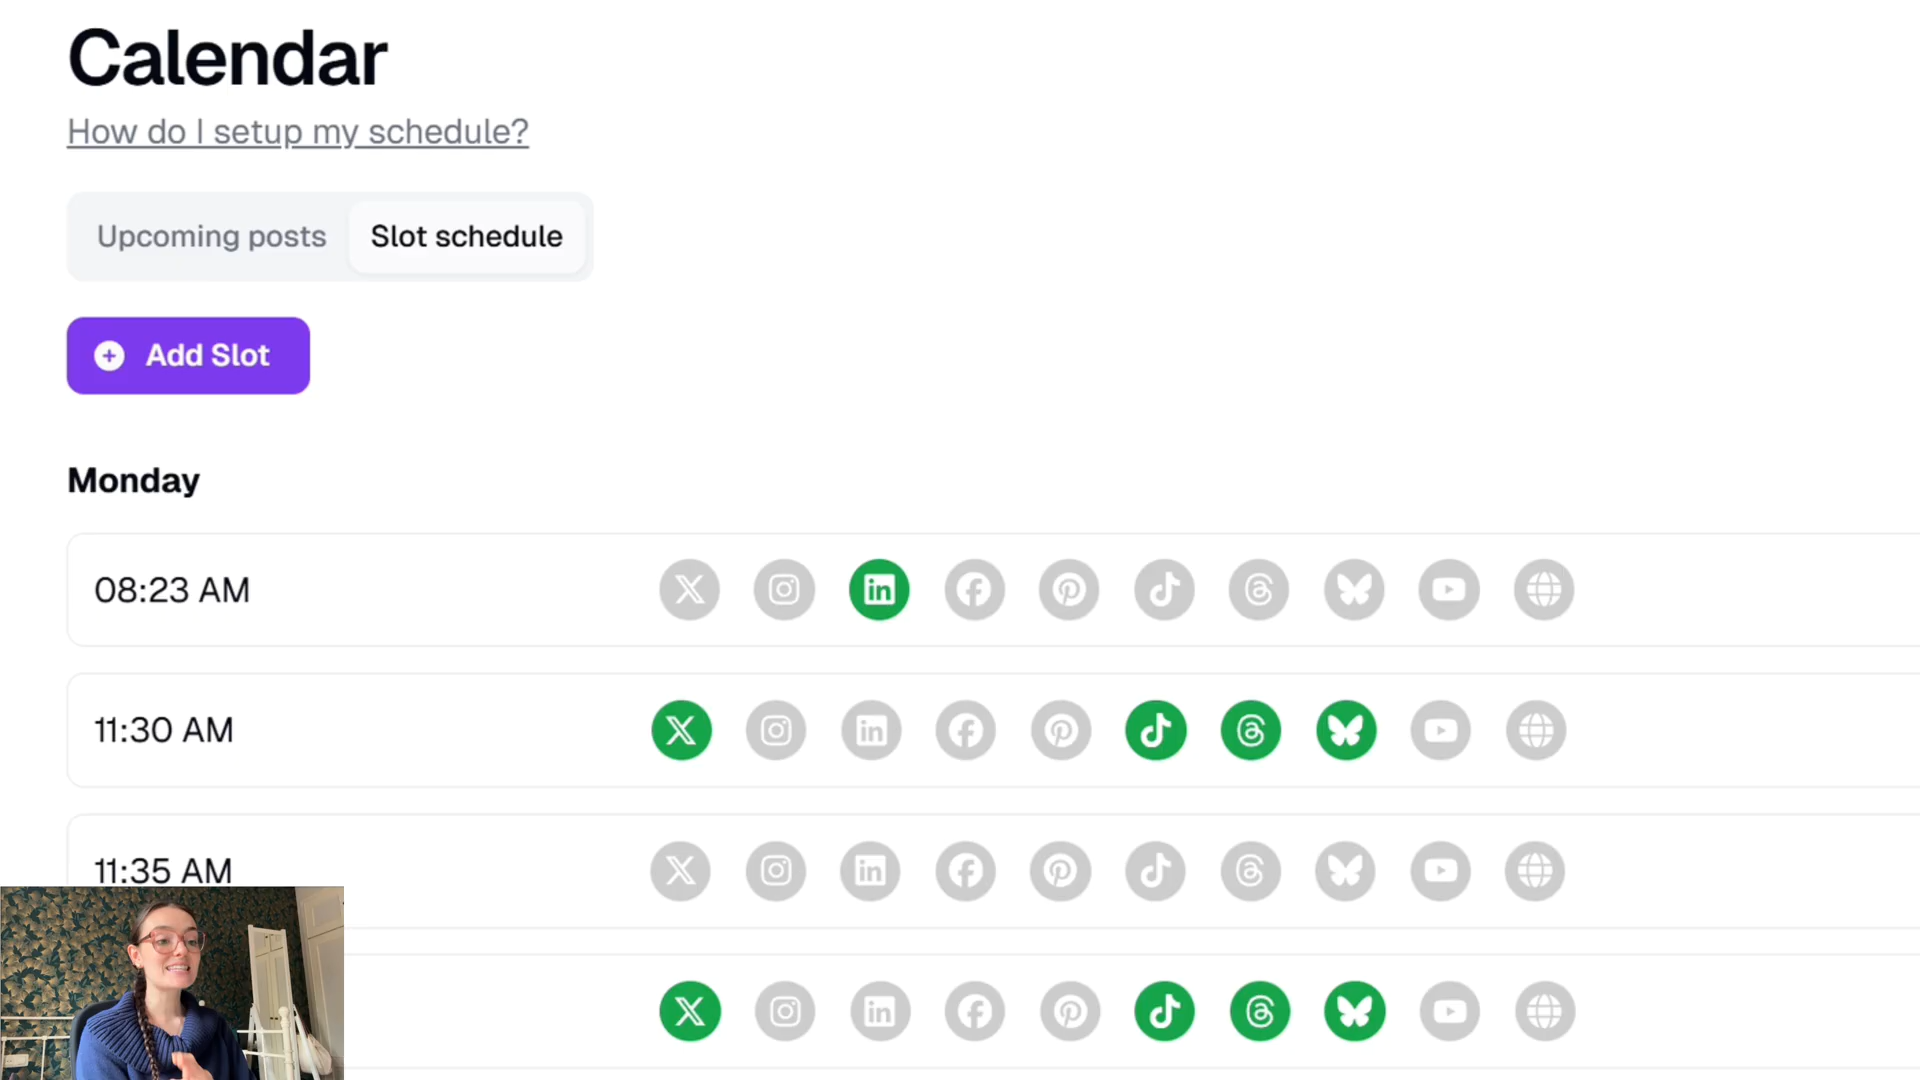 Calendar
How do I setup my schedule?
Upcoming posts
Slot schedule
Add Slot
Monday
08:23 AM
11:30 AM
11:35 AM